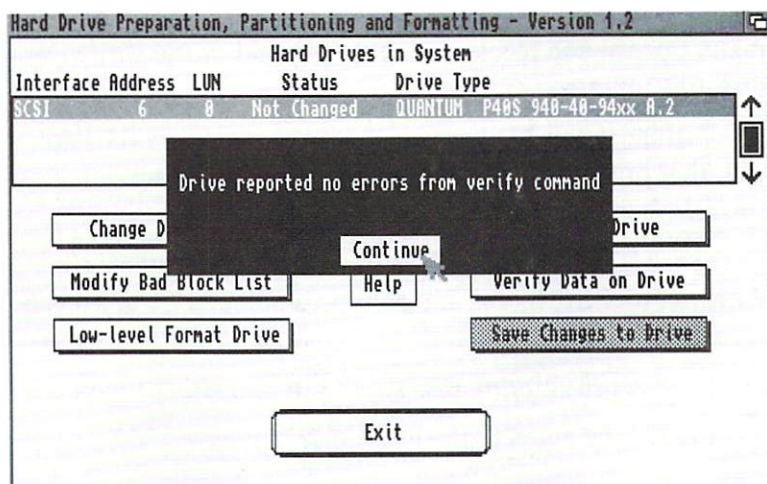 Hard Drive Preparation, Partitioning and Formatting - Version 1.2
Hard Drives in System
Interface Address LUN Status Drive Type
SCSI 6 0 Not Changed QUANTUM P40S 940-40-94xx A.2
Drive reported no errors from verify command
Continue
Change D
Drive
Modify Bad Block List
Help
Verify Data on Drive
Low-level Format Drive
Save Changes to Drive
Exit